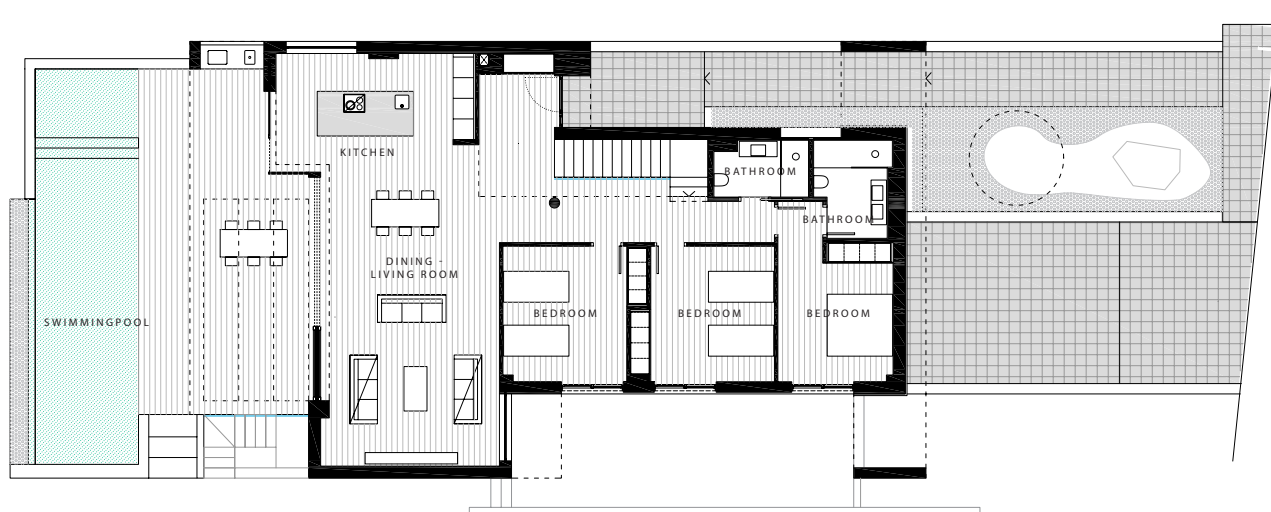 KITCHEN
BATHROOM
BATHROOM
DINING -
LIVING ROOM
SWIMMINGPOOL
BEDROOM
BEDROOM
BEDROOM